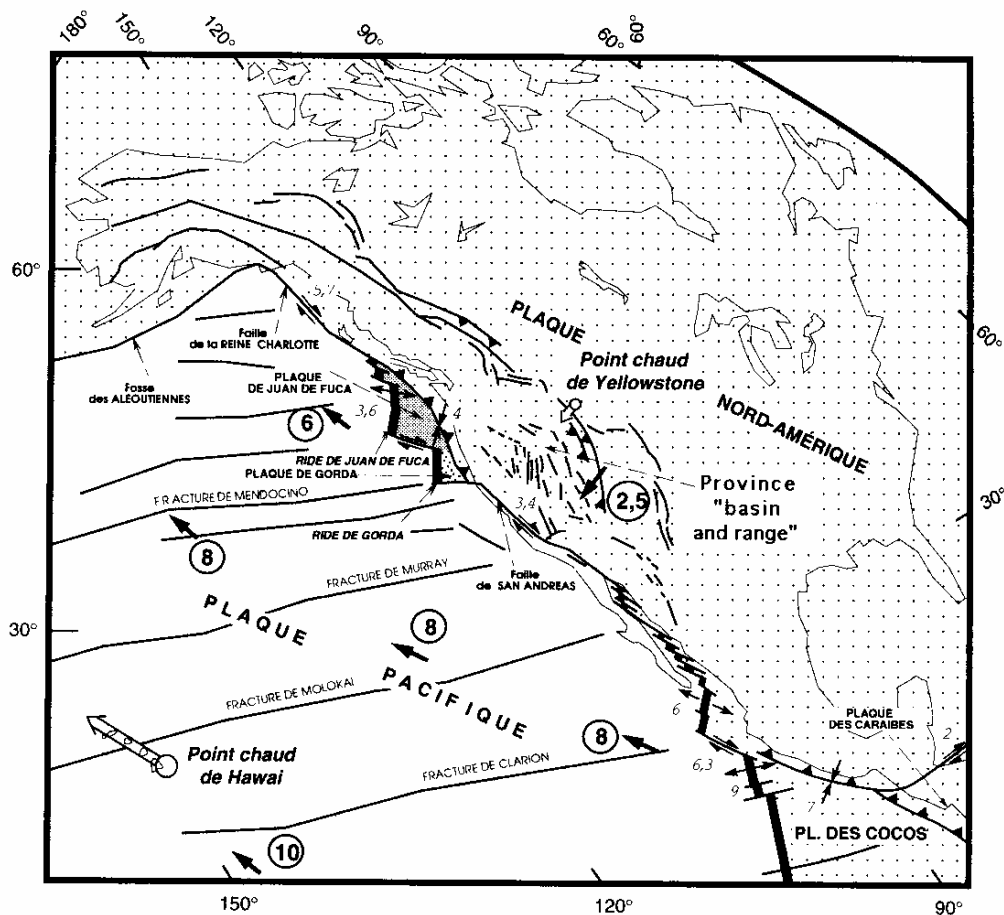 180°
150°
120°
90°
60°
60°
60°
PLAQUE
NORD-AMÉRIQUE
Point chaud
de Yellowstone
60°
5,7
Faille
de la REINE CHARLOTTE
Fosse
des ALEOUTIENNES
PLAQUE
DE JUAN DE FUCA
3,6
4
6
RIDE DE JUAN DE FUCA
PLAQUE DE GORDA
FRACTURE DE MENDOCINO
RIDE DE GORDA
3,4
2,5
Province
"basin
and range"
30°
8
Faille
de SAN ANDREAS
FRACTURE DE MURRAY
30°
PLAQUE
PACIFIQUE
8
FRACTURE DE MOLOKAI
6
PLAQUE
DES CARAIBES
2
Point chaud
de Hawai
8
6,3
FRACTURE DE CLARION
9
7
PL. DES COCOS
10
150°
120°
90°